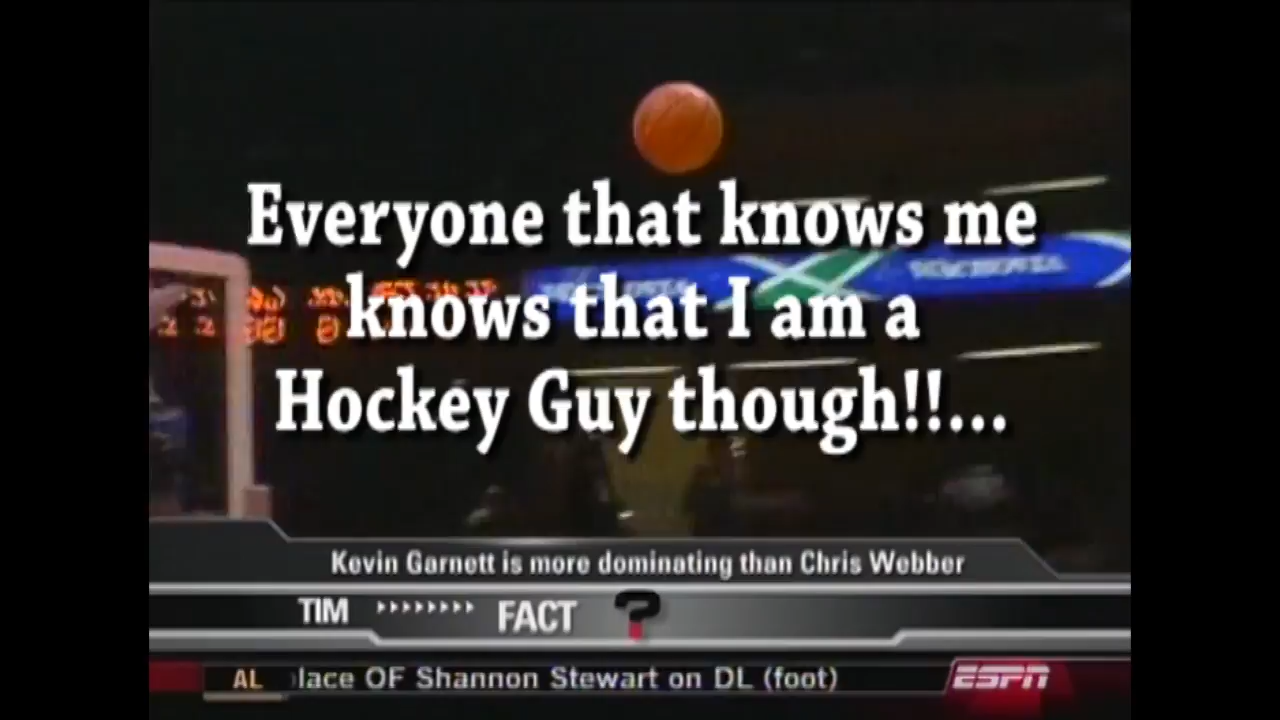 Everyone that knows me
knows that I am a
Hockey Guy though!!...
Kevin Garnett is more dominating than Chris Webber
TIM FACT ?
AL lace OF Shannon Stewart on DL (foot) ESPN